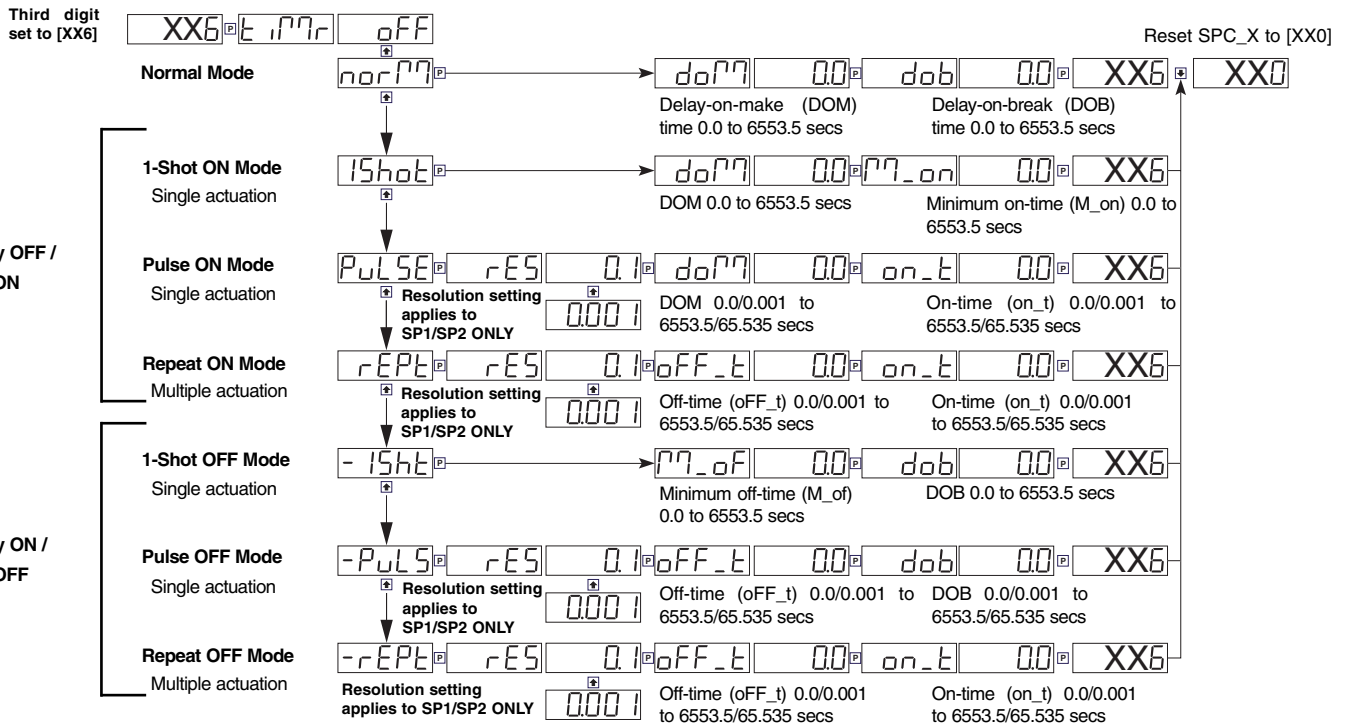 Third digit
set to [XX6]
XX6 P tiMr oFF
Reset SPC_X to [XX0]
Normal Mode
norM P doM 0.0 P dob 0.0 P XX6 XX0
Delay-on-make (DOM)
time 0.0 to 6553.5 secs
Delay-on-break (DOB)
time 0.0 to 6553.5 secs
1-Shot ON Mode
Single actuation
1Shot P doM 0.0 P M_on 0.0 P XX6
DOM 0.0 to 6553.5 secs
Minimum on-time (M_on) 0.0 to
6553.5 secs
OFF /
ON
Pulse ON Mode
Single actuation
PuLSE P rES 0.1 P doM 0.0 P on_t 0.0 P XX6
Resolution setting
applies to
SP1/SP2 ONLY
0.001
DOM 0.0/0.001 to
6553.5/65.535 secs
On-time (on_t) 0.0/0.001 to
6553.5/65.535 secs
Repeat ON Mode
Multiple actuation
rEPt P rES 0.1 P oFF_t 0.0 P on_t 0.0 P XX6
Resolution setting
applies to
SP1/SP2 ONLY
0.001
Off-time (oFF_t) 0.0/0.001 to
6553.5/65.535 secs
On-time (on_t) 0.0/0.001
to 6553.5/65.535 secs
1-Shot OFF Mode
Single actuation
-1Sht P M_oF 0.0 P dob 0.0 P XX6
Minimum off-time (M_of)
0.0 to 6553.5 secs
DOB 0.0 to 6553.5 secs
ON /
OFF
Pulse OFF Mode
Single actuation
-PuLS P rES 0.1 P oFF_t 0.0 P dob 0.0 P XX6
Resolution setting
applies to
SP1/SP2 ONLY
0.001
Off-time (oFF_t) 0.0/0.001 to
6553.5/65.535 secs
DOB 0.0/0.001 to
6553.5/65.535 secs
Repeat OFF Mode
Multiple actuation
-rEPt P rES 0.1 P oFF_t 0.0 P on_t 0.0 P XX6
Resolution setting
applies to SP1/SP2 ONLY
0.001
Off-time (oFF_t) 0.0/0.001
to 6553.5/65.535 secs
On-time (on_t) 0.0/0.001
to 6553.5/65.535 secs